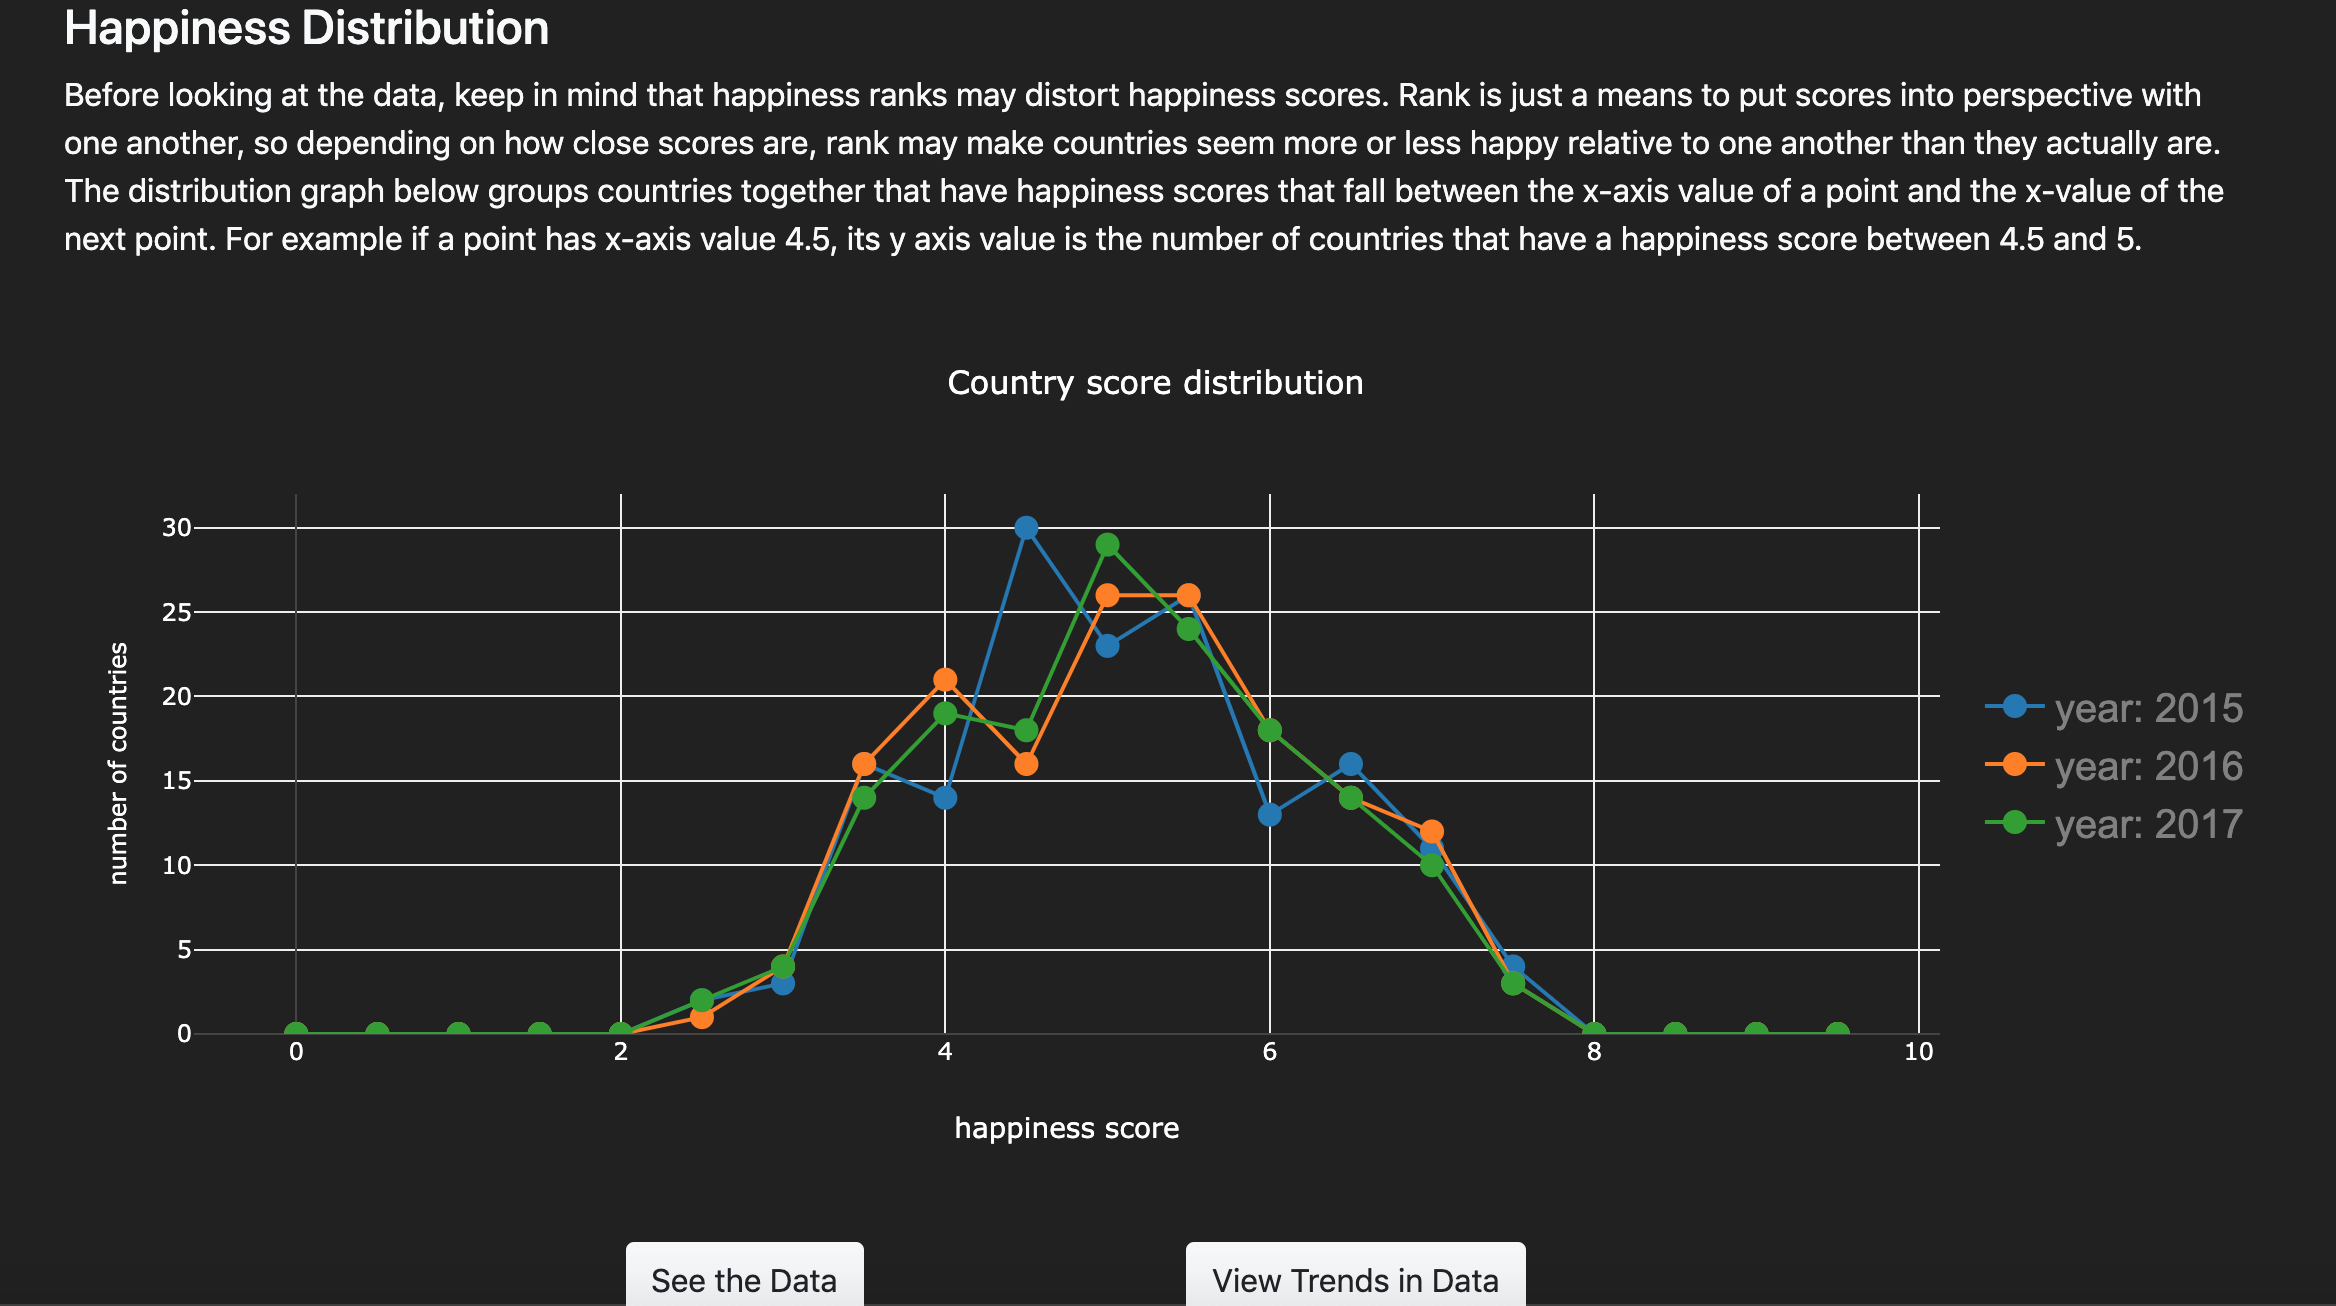 Happiness Distribution
Before looking at the data, keep in mind that happiness ranks may distort happiness scores. Rank is just a means to put scores into perspective with
one another, so depending on how close scores are, rank may make countries seem more or less happy relative to one another than they actually are.
The distribution graph below groups countries together that have happiness scores that fall between the x-axis value of a point and the x-value of the
next point. For example if a point has x-axis value 4.5, its y axis value is the number of countries that have a happiness score between 4.5 and 5.
Country score distribution
30
25
20
15
10
5
0
number of countries
0 2 4 6 8 10
happiness score
year: 2015
year: 2016
year: 2017
See the Data
View Trends in Data